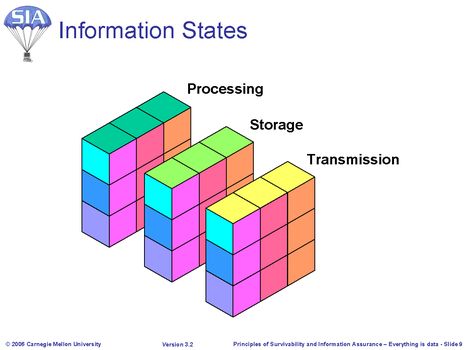 SIA
Information States
Processing
Storage
Transmission
© 2006 Carnegie Mellon University
Version 3.2
Principles of Survivability and Information Assurance – Everything is data - Slide 9